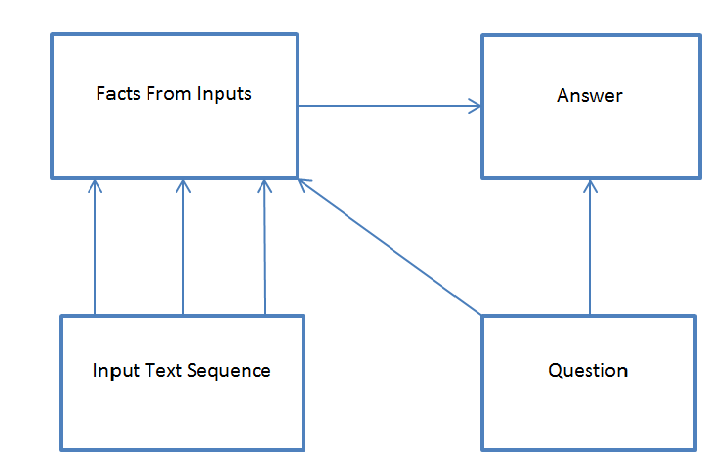 Facts From Inputs
Answer
Input Text Sequence
Question